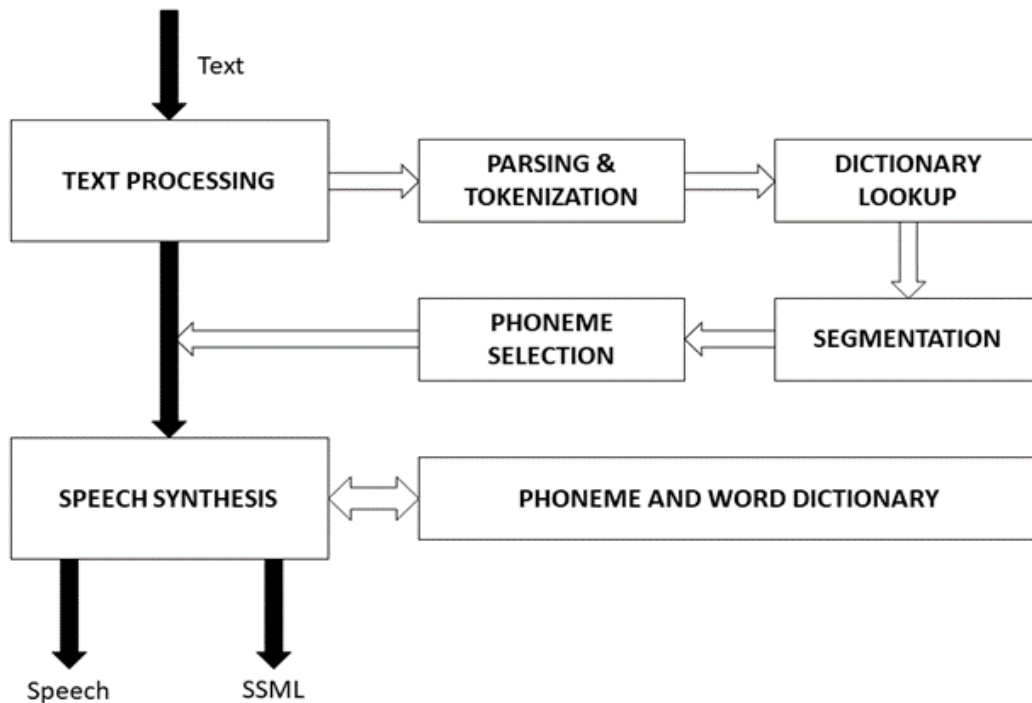 Text
TEXT PROCESSING
PARSING &
TOKENIZATION
DICTIONARY
LOOKUP
PHONEME
SELECTION
SEGMENTATION
SPEECH SYNTHESIS
PHONEME AND WORD DICTIONARY
Speech
SSML